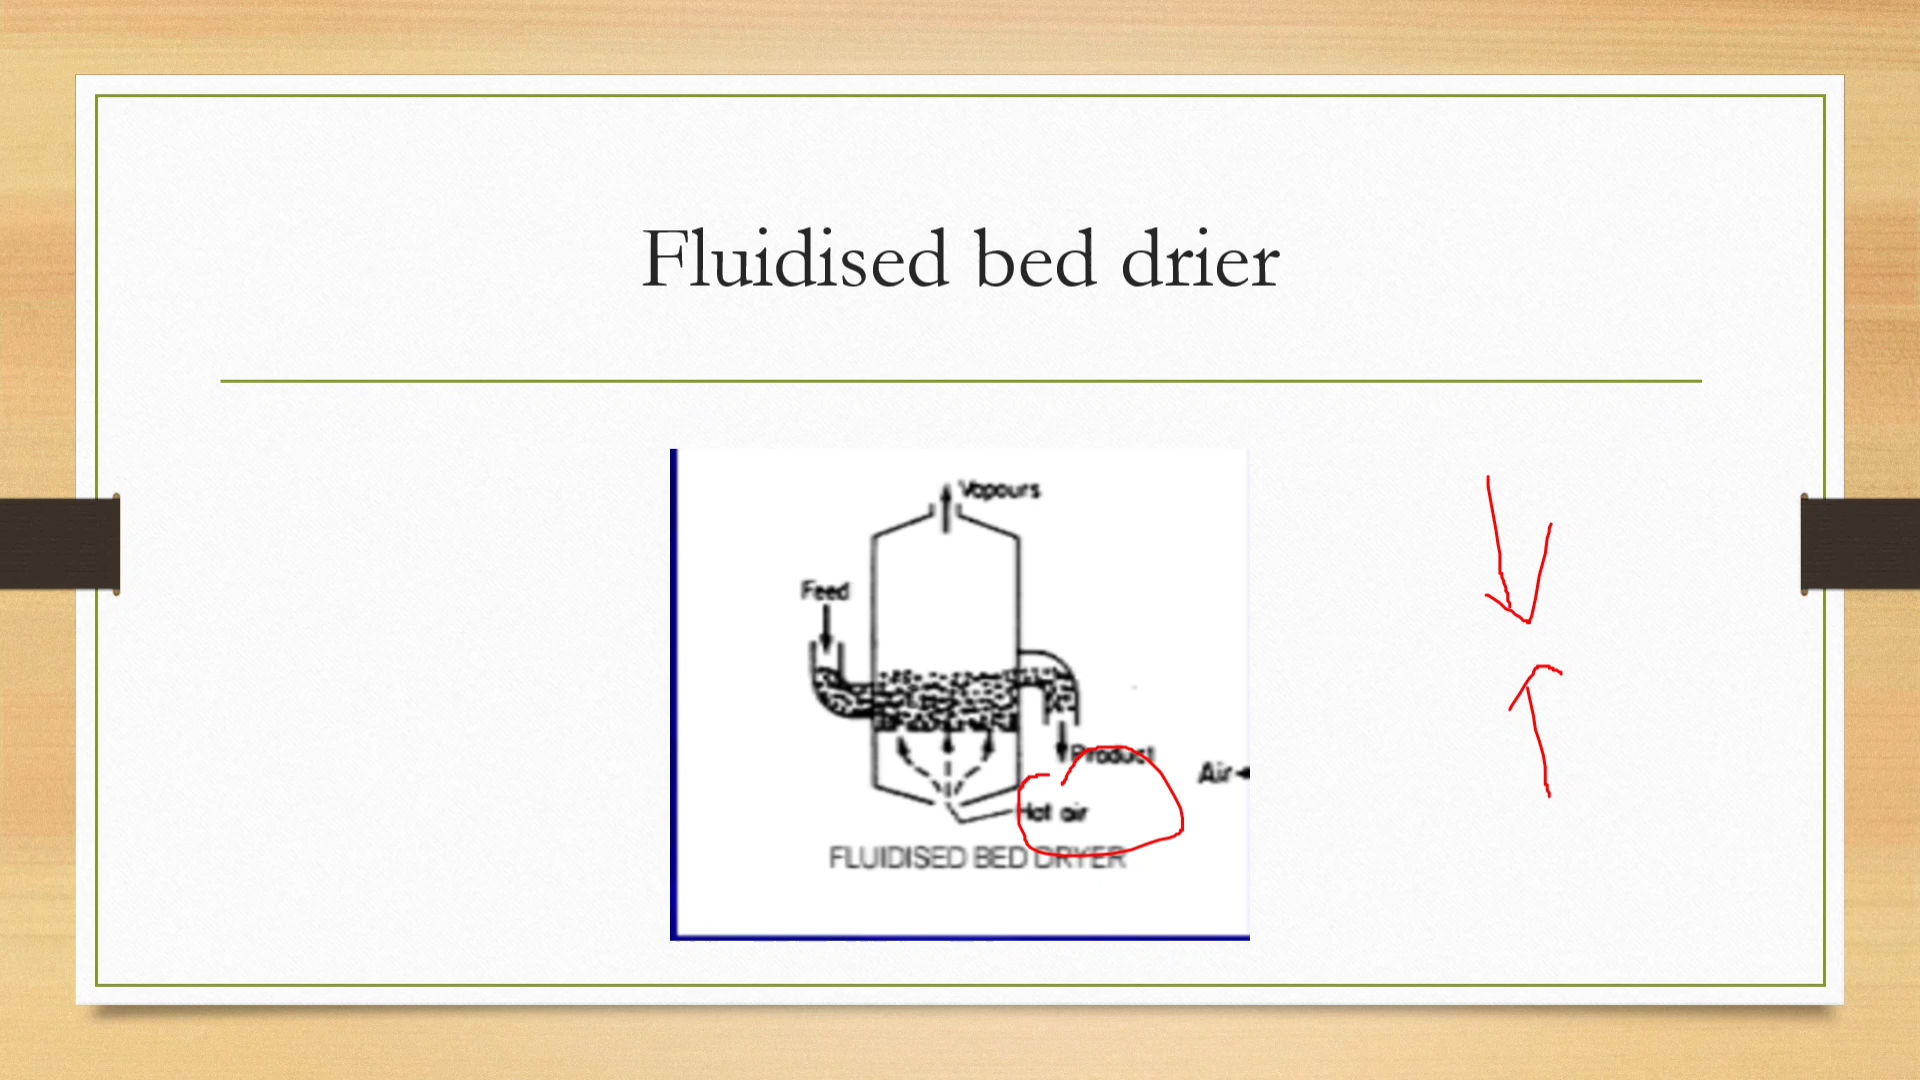 Fluidised bed drier
Vapours
Feed
Product
Air
Hot air
FLUIDISED BED DRYER